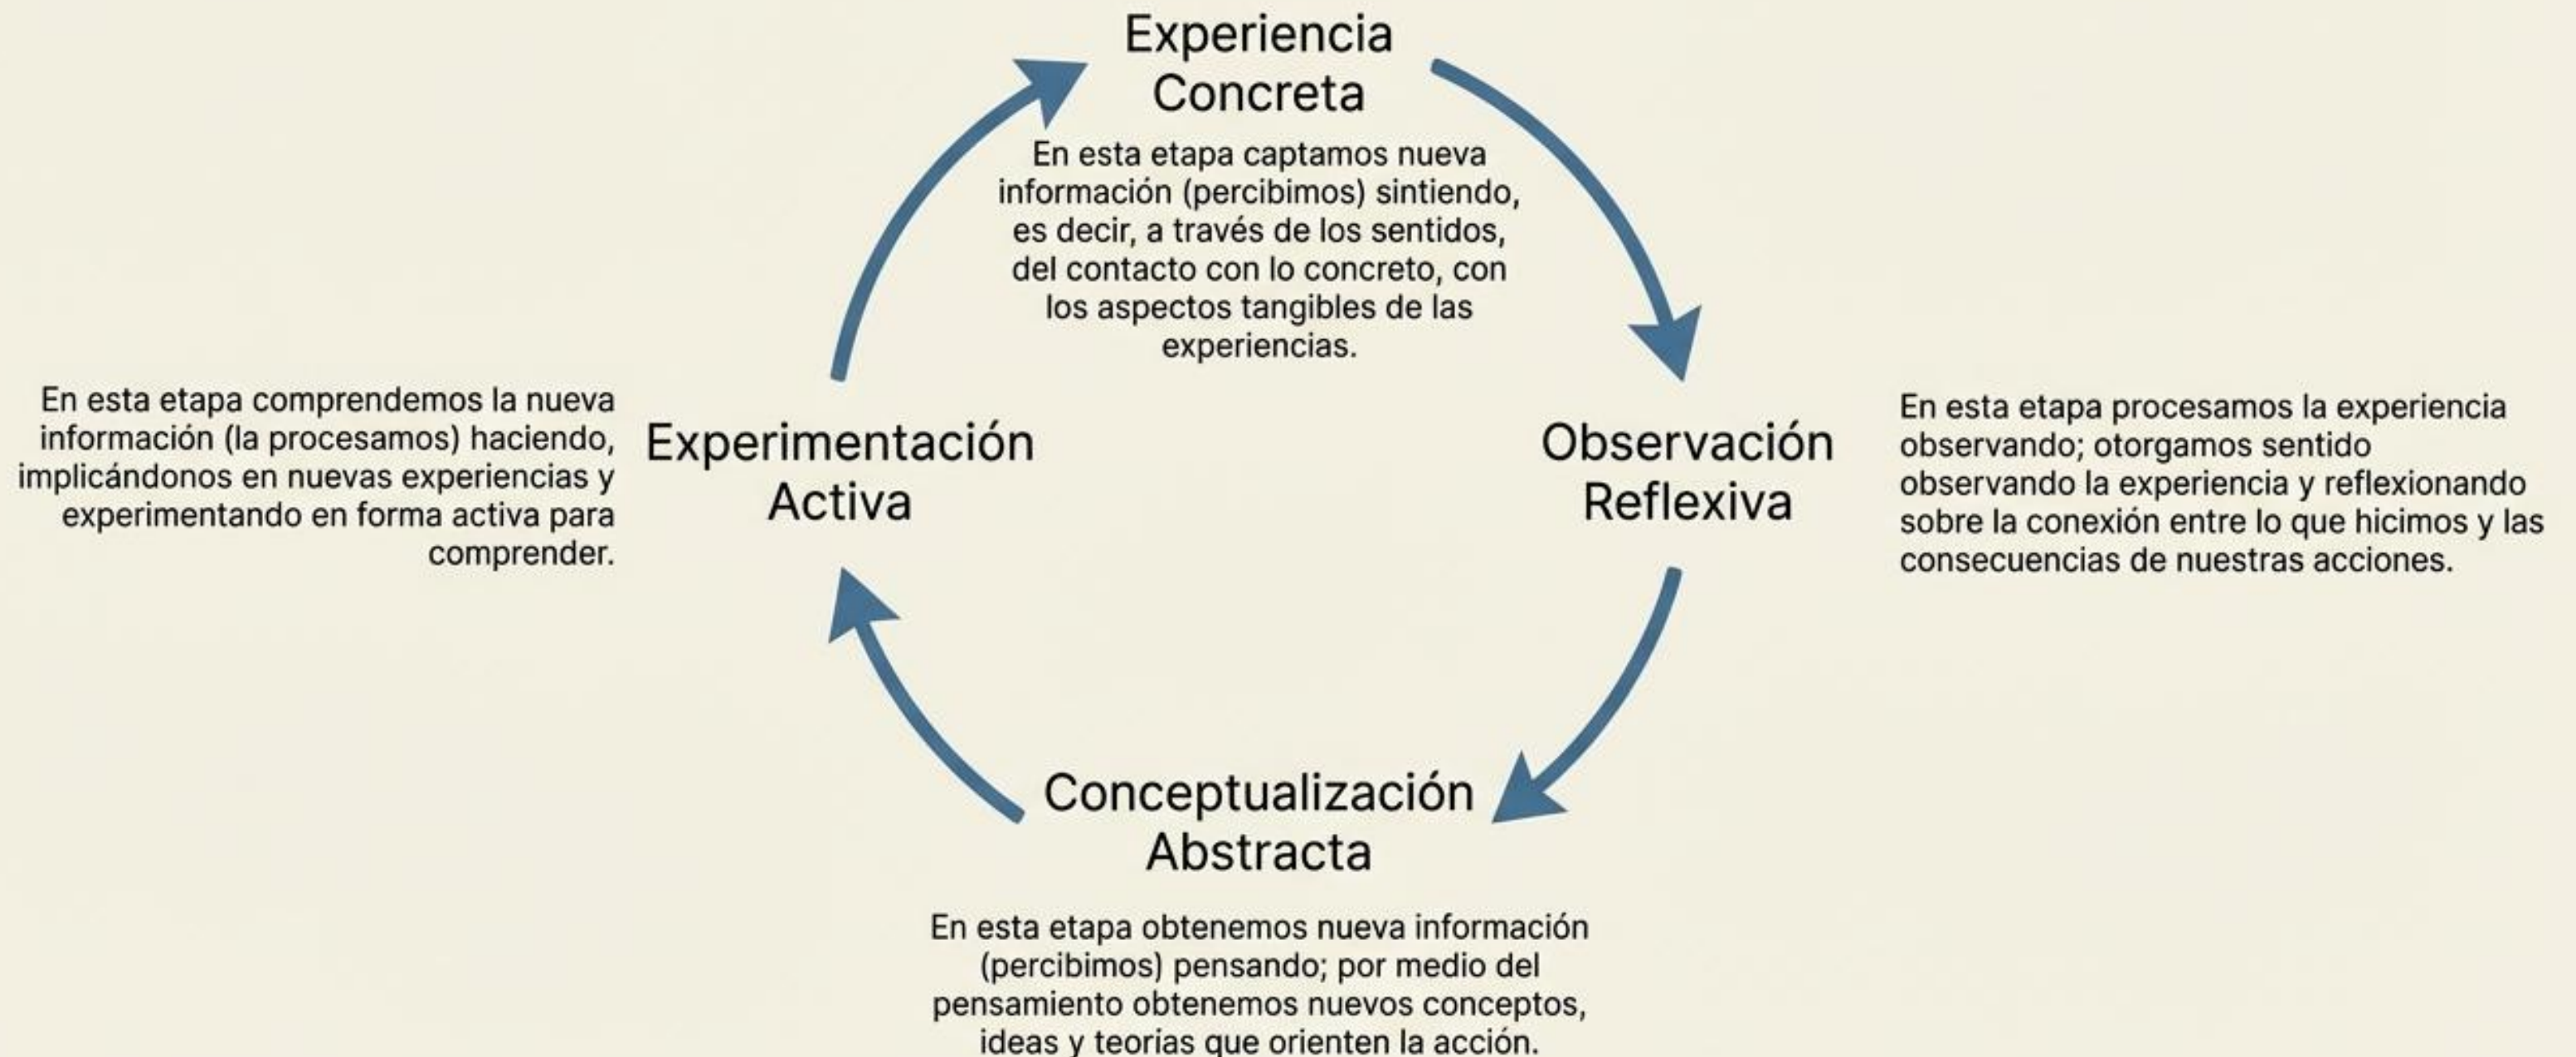 Experiencia
Concreta
En esta etapa captamos nueva
información (percibimos) sintiendo,
es decir, a través de los sentidos,
del contacto con lo concreto, con
los aspectos tangibles de las
experiencias.
Observación
Reflexiva
En esta etapa procesamos la experiencia
observando; otorgamos sentido
observando la experiencia y reflexionando
sobre la conexión entre lo que hicimos y las
consecuencias de nuestras acciones.
Conceptualización
Abstracta
En esta etapa obtenemos nueva información
(percibimos) pensando; por medio del
pensamiento obtenemos nuevos conceptos,
ideas y teorias que orienten la acción.
Experimentación
Activa
En esta etapa comprendemos la nueva
información (la procesamos) haciendo,
implicándonos en nuevas experiencias y
experimentando en forma activa para
comprender.